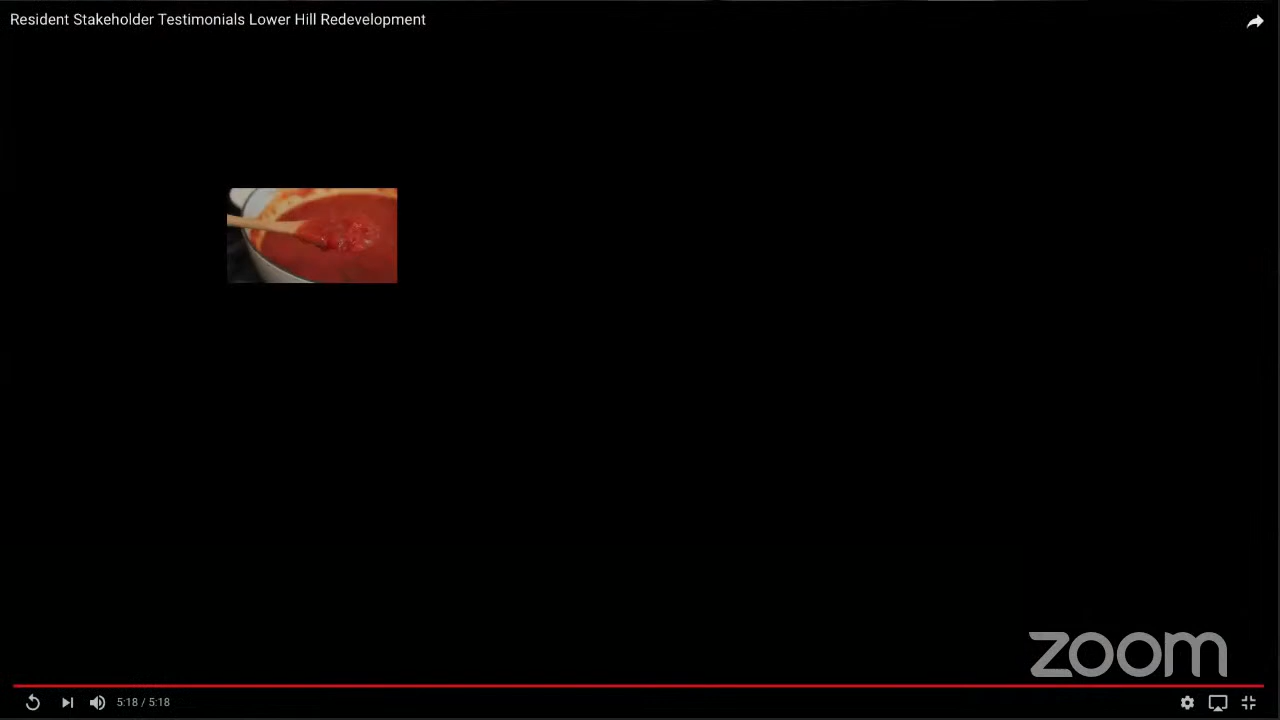 Resident Stakeholder Testimonials Lower Hill Redevelopment
zoom
5:18 / 5:18